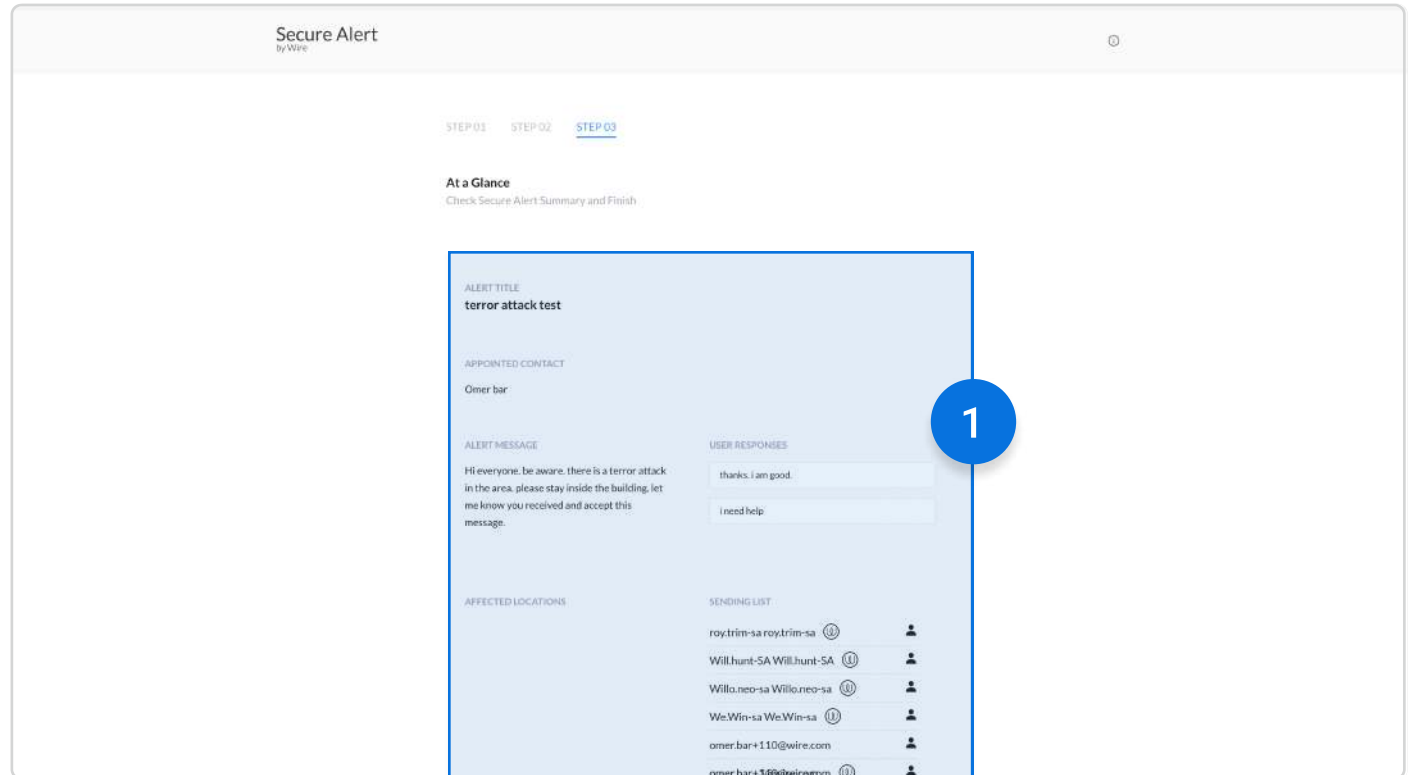 Secure Alert
by Wire
STEP 01 STEP 02 STEP 03
At a Glance
Check Secure Alert Summary and Finish
ALERT TITLE
terror attack test
APPOINTED CONTACT
Omer bar
1
ALERT MESSAGE
Hi everyone. be aware. there is a terror attack
in the area. please stay inside the building. let
me know you received and accept this
message.
USER RESPONSES
thanks. i am good.
i need help
AFFECTED LOCATIONS
SENDING LIST
roy.trim-sa roy.trim-sa
Will.hunt-SA Will.hunt-SA
Willo.neo-sa Willo.neo-sa
We.Win-sa We.Win-sa
omer.bar+110@wire.com